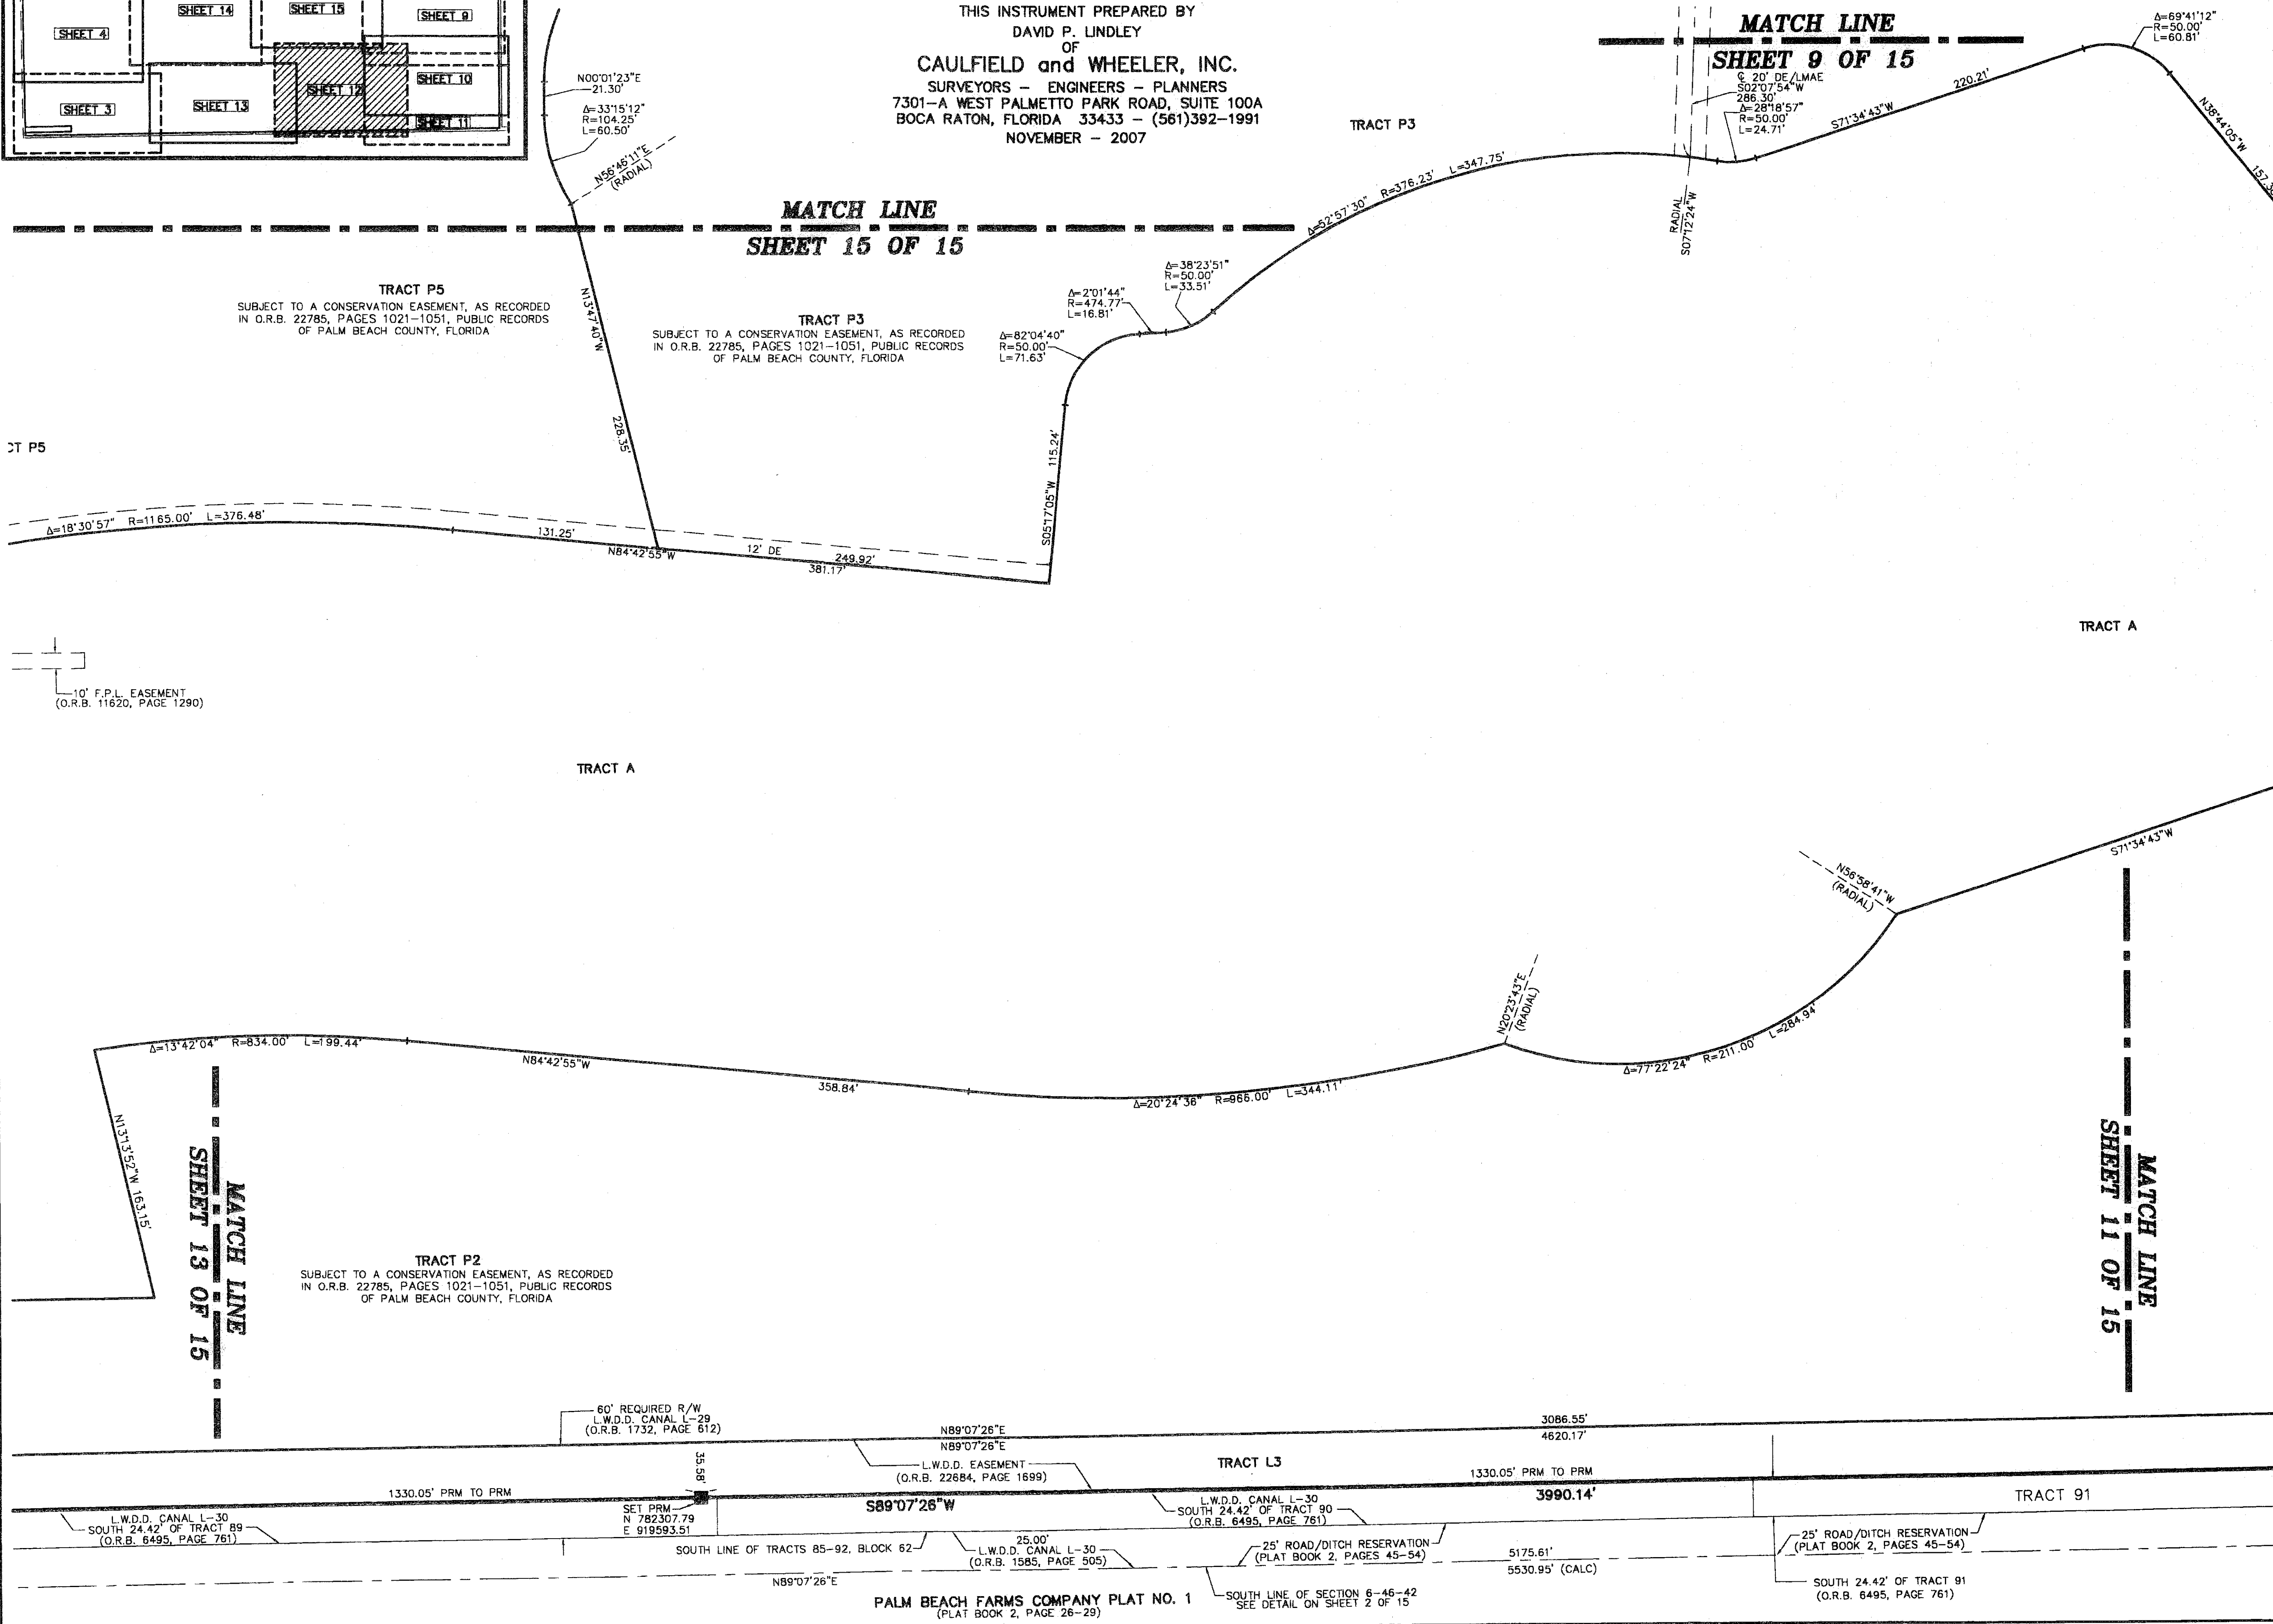 SHEET 14
SHEET 15
SHEET 9
SHEET 4
SHEET 10
SHEET 12
SHEET 3
SHEET 13
SHEET 11
THIS INSTRUMENT PREPARED BY
DAVID P. LINDLEY
OF
CAULFIELD and WHEELER, INC.
SURVEYORS - ENGINEERS - PLANNERS
7301-A WEST PALMETTO PARK ROAD, SUITE 100A
BOCA RATON, FLORIDA 33433 - (561)392-1991
NOVEMBER - 2007
N00°01'23"E
21.30'
Δ=33°15'12"
R=104.25'
L=60.50'
N56°46'11"E
(RADIAL)
MATCH LINE
SHEET 9 OF 15
℄ 20' DE/LMAE
S02°07'54"W
286.30'
Δ=28°18'57"
R=50.00'
L=24.71'
Δ=69°41'12"
R=50.00'
L=60.81'
S71°34'43"W 220.21'
N38°44'05"W
TRACT P3
RADIAL
S07°12'24"W
MATCH LINE
SHEET 15 OF 15
Δ=52°57'30" R=376.23' L=347.75'
Δ=38°23'51"
R=50.00'
L=33.51'
Δ=2°01'44"
R=474.77'
L=16.81'
Δ=82°04'40"
R=50.00'
L=71.63'
TRACT P5
SUBJECT TO A CONSERVATION EASEMENT, AS RECORDED
IN O.R.B. 22785, PAGES 1021-1051, PUBLIC RECORDS
OF PALM BEACH COUNTY, FLORIDA
N13°47'40"W
228.35'
TRACT P3
SUBJECT TO A CONSERVATION EASEMENT, AS RECORDED
IN O.R.B. 22785, PAGES 1021-1051, PUBLIC RECORDS
OF PALM BEACH COUNTY, FLORIDA
CT P5
S05°17'05"W 115.24'
Δ=18°30'57" R=1165.00' L=376.48'
131.25'
N84°42'55"W
12' DE
249.92'
381.17'
TRACT A
10' F.P.L. EASEMENT
(O.R.B. 11620, PAGE 1290)
TRACT A
S71°34'43"W
N56°58'41"W
(RADIAL)
N20°23'43"E
(RADIAL)
Δ=13°42'04" R=834.00' L=199.44'
N84°42'55"W
358.84'
Δ=20°24'36" R=966.00' L=344.11'
Δ=77°22'24" R=211.00' L=284.94'
N13°13'52"W 163.15'
MATCH LINE
SHEET 13 OF 15
MATCH LINE
SHEET 11 OF 15
TRACT P2
SUBJECT TO A CONSERVATION EASEMENT, AS RECORDED
IN O.R.B. 22785, PAGES 1021-1051, PUBLIC RECORDS
OF PALM BEACH COUNTY, FLORIDA
60' REQUIRED R/W
L.W.D.D. CANAL L-29
(O.R.B. 1732, PAGE 612)
N89°07'26"E
3086.55'
N89°07'26"E
4620.17'
35.58'
L.W.D.D. EASEMENT
(O.R.B. 22684, PAGE 1699)
TRACT L3
1330.05' PRM TO PRM
1330.05' PRM TO PRM
SET PRM
N 782307.79
E 919593.51
S89°07'26"W
3990.14'
TRACT 91
L.W.D.D. CANAL L-30
SOUTH 24.42' OF TRACT 89
(O.R.B. 6495, PAGE 761)
L.W.D.D. CANAL L-30
SOUTH 24.42' OF TRACT 90
(O.R.B. 6495, PAGE 761)
SOUTH LINE OF TRACTS 85-92, BLOCK 62
25.00'
L.W.D.D. CANAL L-30
(O.R.B. 1585, PAGE 505)
25' ROAD/DITCH RESERVATION
(PLAT BOOK 2, PAGES 45-54)
25' ROAD/DITCH RESERVATION
(PLAT BOOK 2, PAGES 45-54)
5175.61'
5530.95' (CALC)
N89°07'26"E
SOUTH 24.42' OF TRACT 91
(O.R.B. 6495, PAGE 761)
PALM BEACH FARMS COMPANY PLAT NO. 1
(PLAT BOOK 2, PAGE 26-29)
SOUTH LINE OF SECTION 6-46-42
SEE DETAIL ON SHEET 2 OF 15